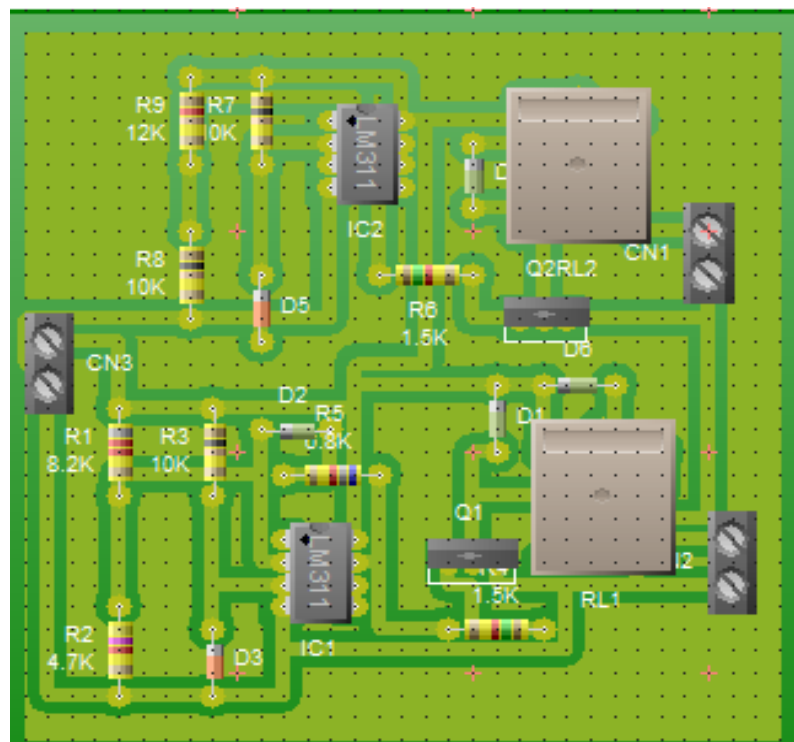 R9
R7
12K
LM311
IC2
CN1
R8
10K
Q2RL2
D5
R6
1.5K
CN3
D6
D2
R5
D1
R1
R3
8.2K
10K
Q1
LM311
1.5K
RL1
R2
4.7K
D3
IC1